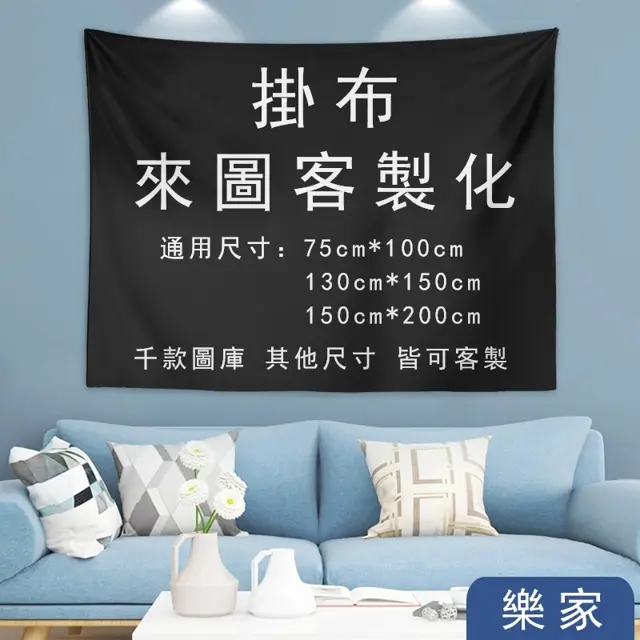 掛布
來圖客製化
通用尺寸：75cm*100cm
130cm*150cm
150cm*200cm
千款圖庫 其他尺寸 皆可客製
樂家